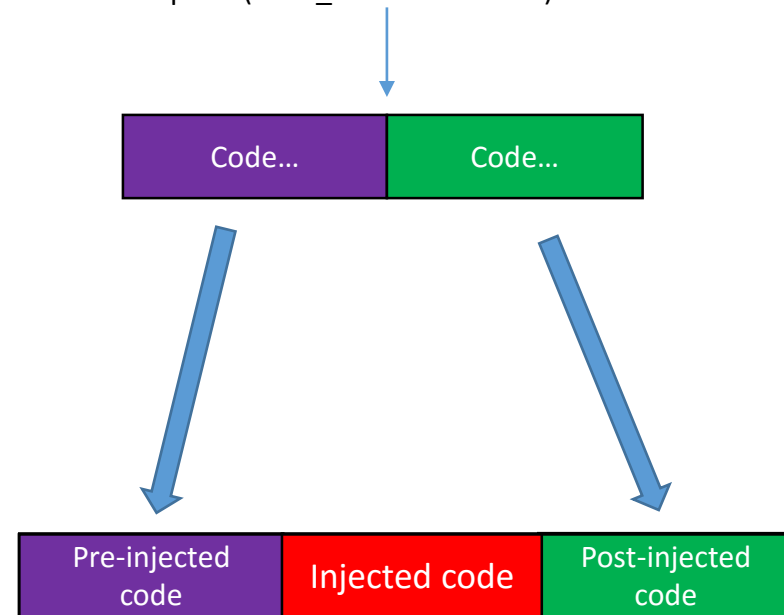 Code…
Code…
Pre-injected
code
Injected code
Post-injected
code